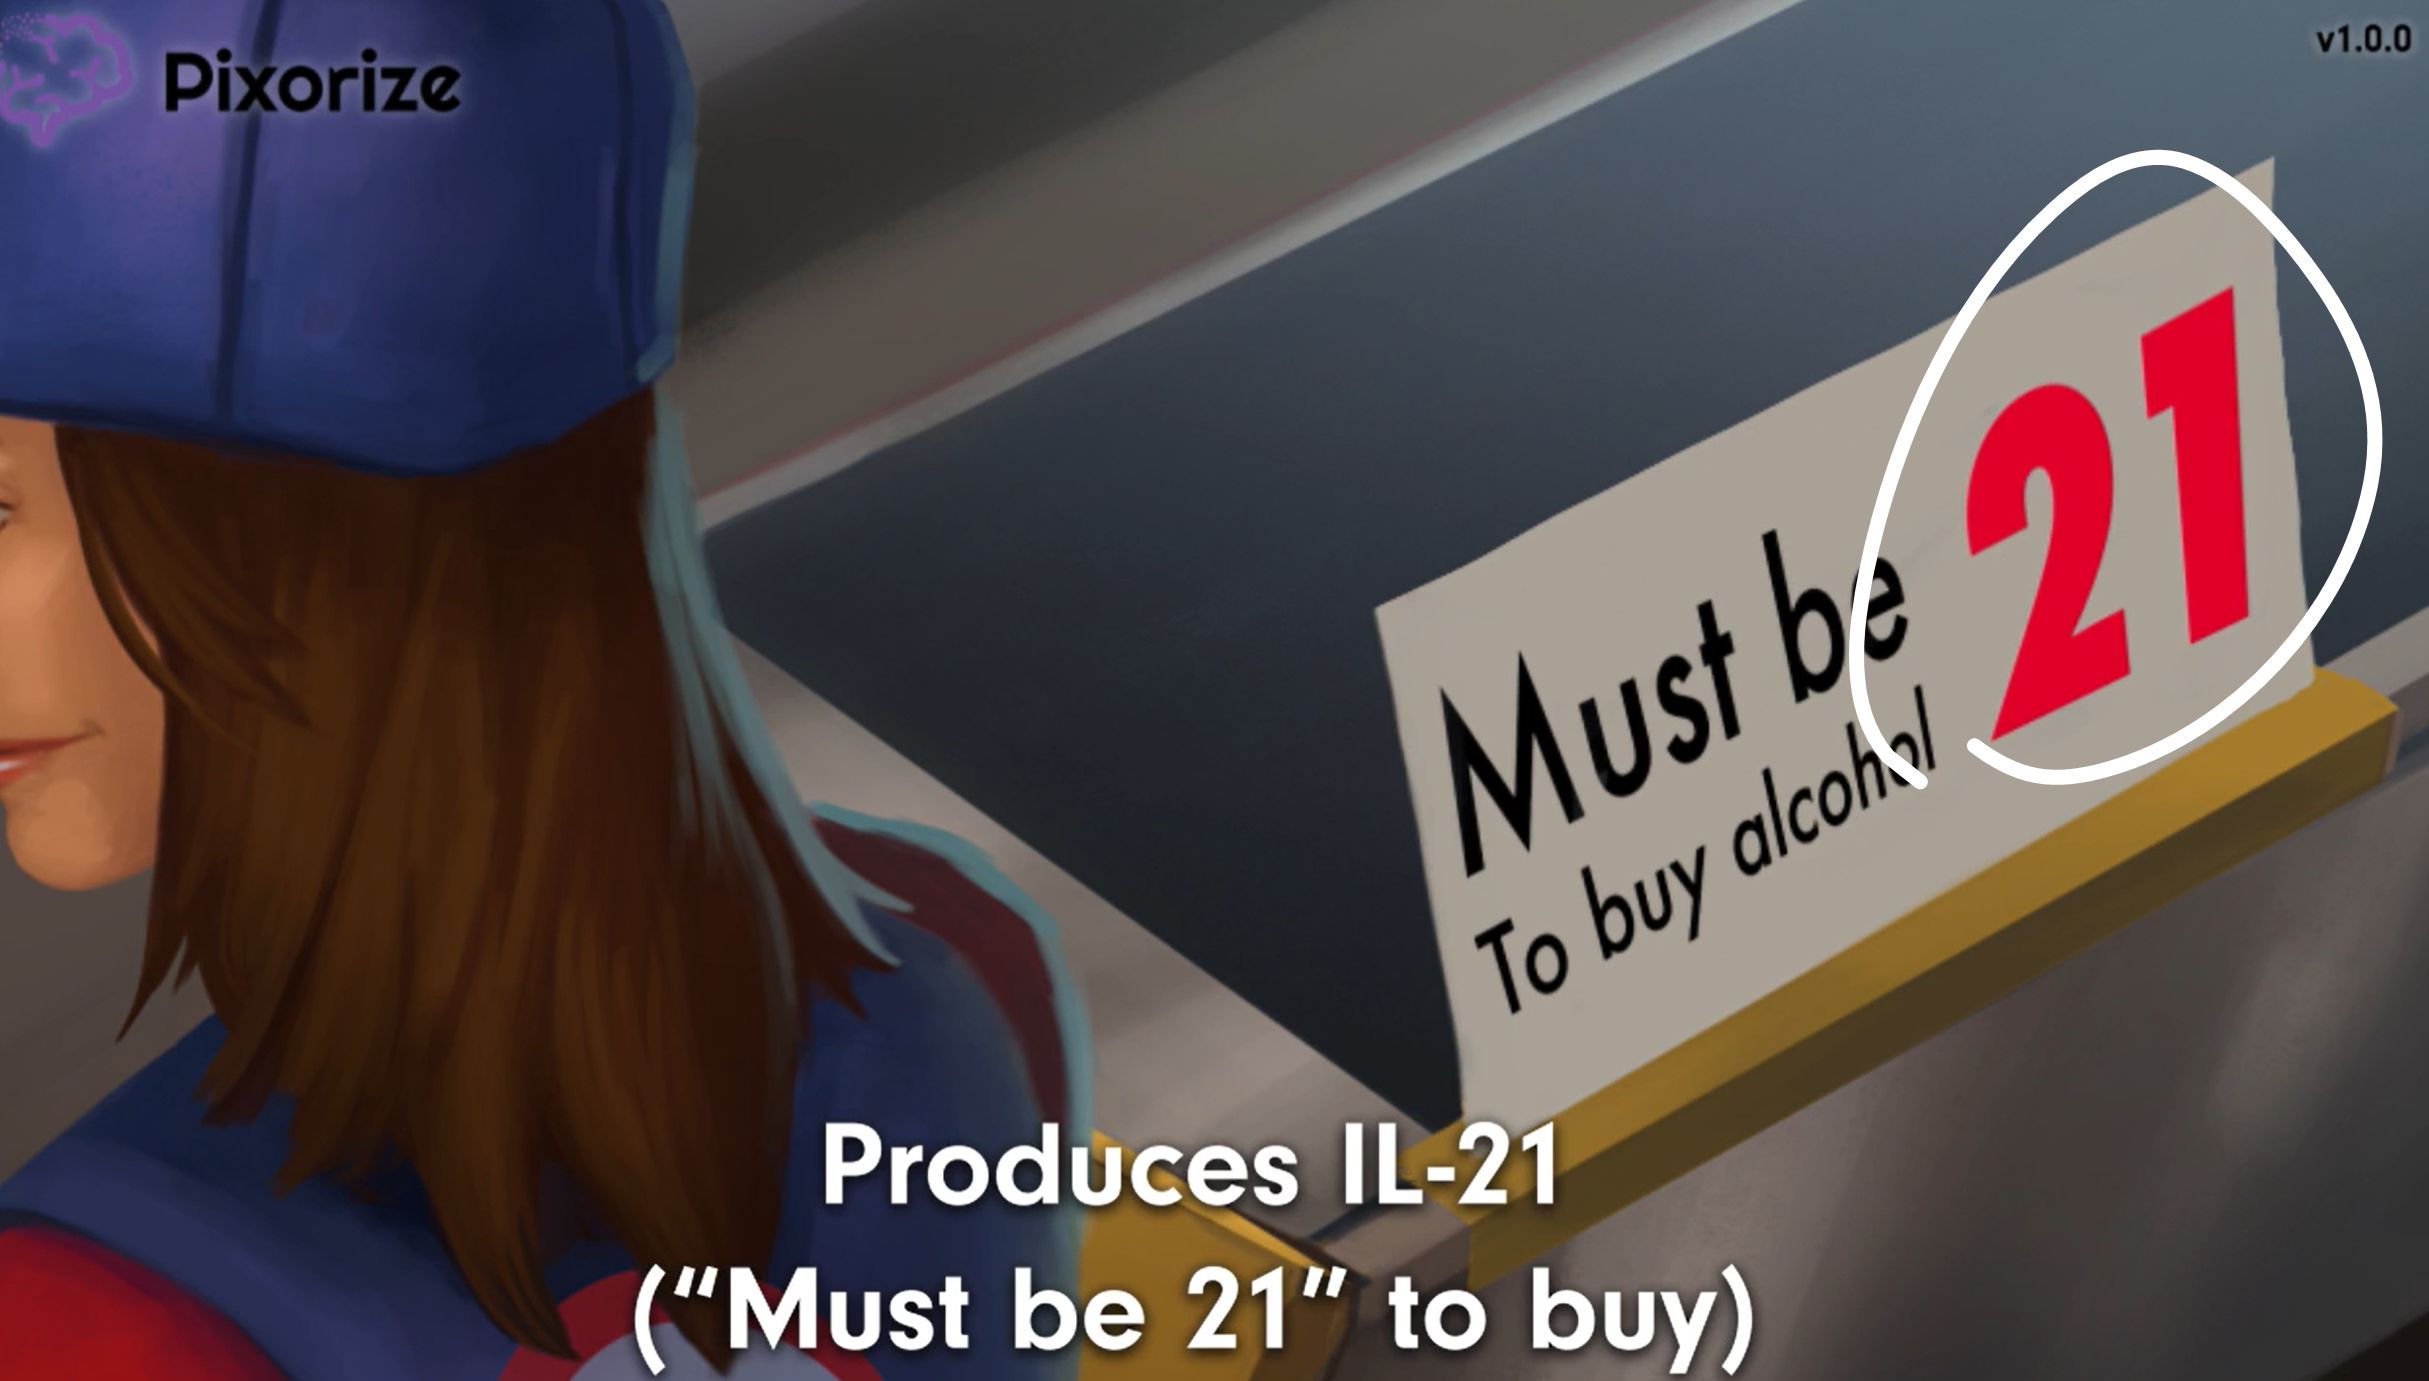 Pixorize
v1.0.0
Must be 21
To buy alcohol
Produces IL-21
(“Must be 21” to buy)